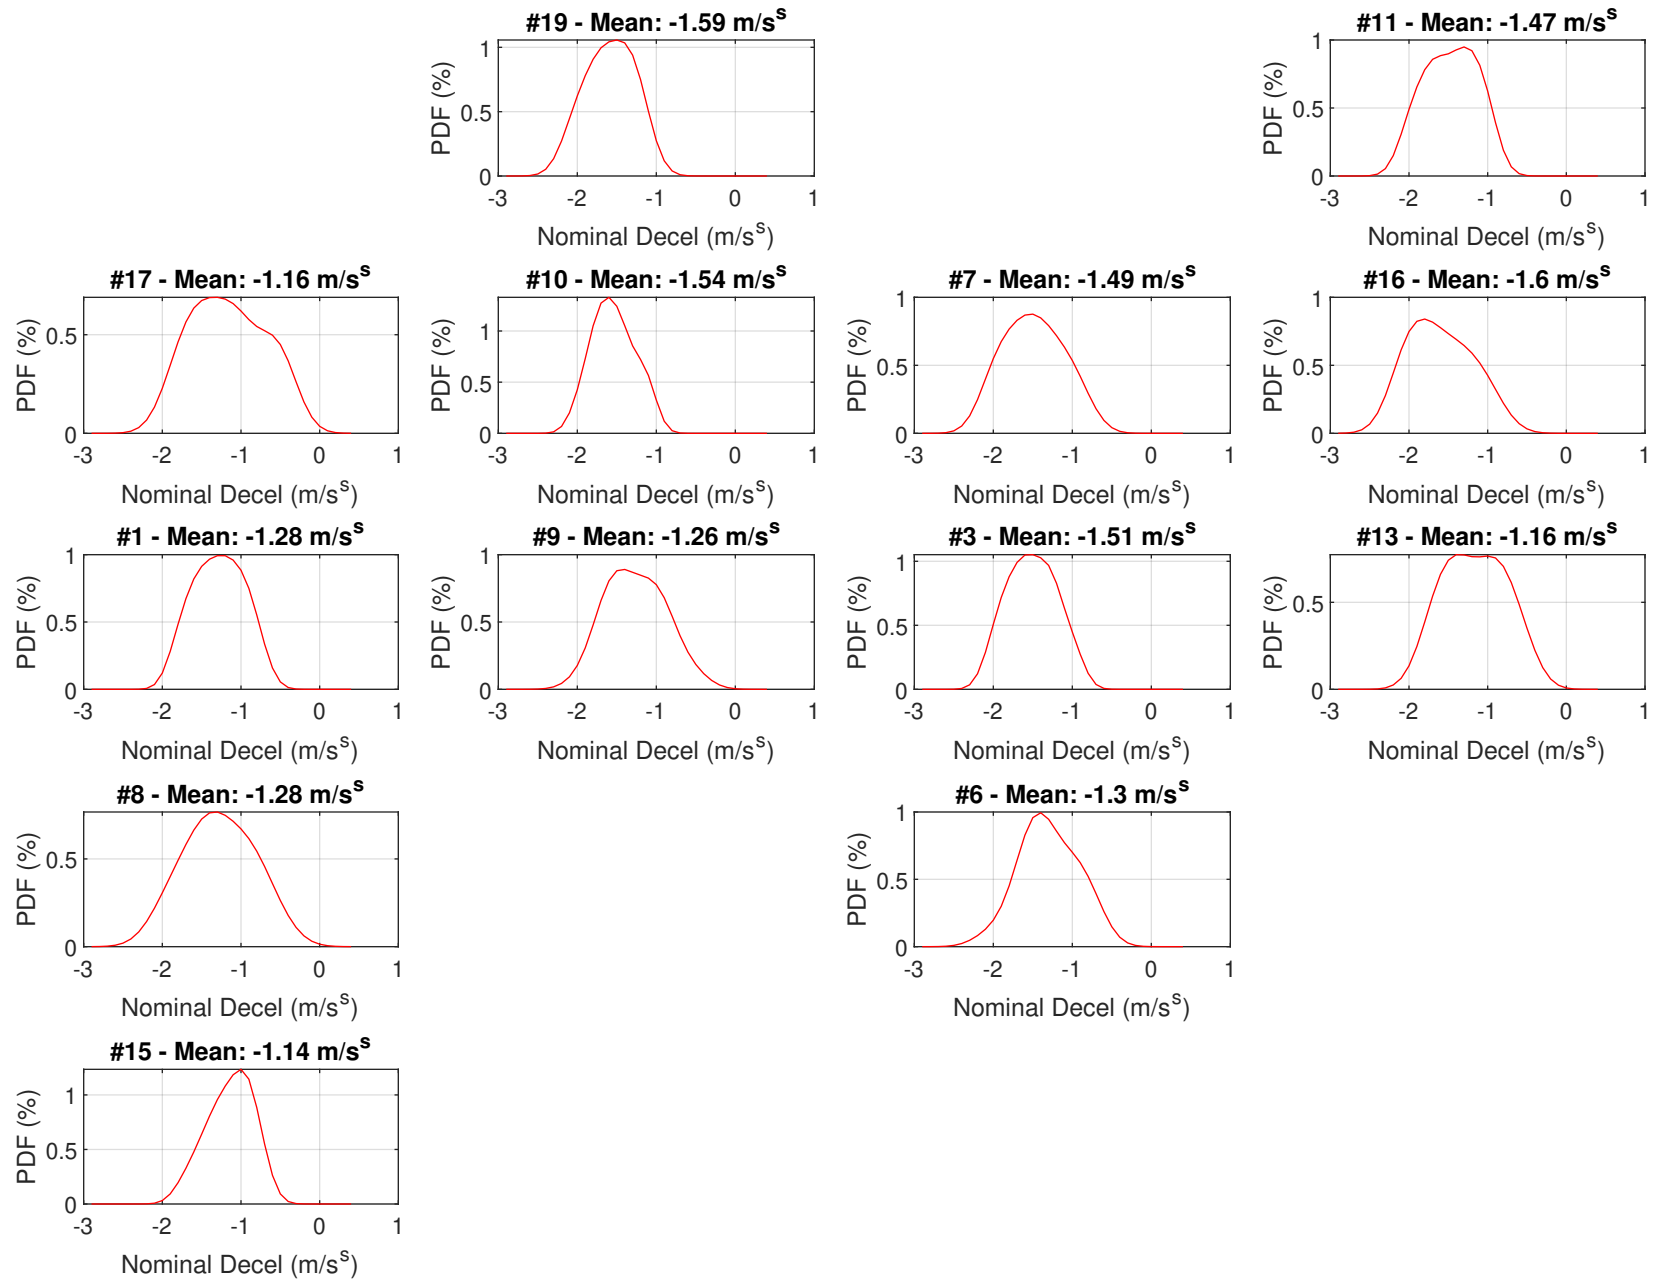 #19 - Mean: -1.59 m/s^s
PDF (%)
1
0.5
0
-3 -2 -1 0 1
Nominal Decel (m/s^s)
#11 - Mean: -1.47 m/s^s
PDF (%)
1
0.5
0
-3 -2 -1 0 1
Nominal Decel (m/s^s)
#17 - Mean: -1.16 m/s^s
PDF (%)
0.5
0
-3 -2 -1 0 1
Nominal Decel (m/s^s)
#10 - Mean: -1.54 m/s^s
PDF (%)
1
0.5
0
-3 -2 -1 0 1
Nominal Decel (m/s^s)
#7 - Mean: -1.49 m/s^s
PDF (%)
1
0.5
0
-3 -2 -1 0 1
Nominal Decel (m/s^s)
#16 - Mean: -1.6 m/s^s
PDF (%)
1
0.5
0
-3 -2 -1 0 1
Nominal Decel (m/s^s)
#1 - Mean: -1.28 m/s^s
PDF (%)
1
0.5
0
-3 -2 -1 0 1
Nominal Decel (m/s^s)
#9 - Mean: -1.26 m/s^s
PDF (%)
1
0.5
0
-3 -2 -1 0 1
Nominal Decel (m/s^s)
#3 - Mean: -1.51 m/s^s
PDF (%)
1
0.5
0
-3 -2 -1 0 1
Nominal Decel (m/s^s)
#13 - Mean: -1.16 m/s^s
PDF (%)
0.5
0
-3 -2 -1 0 1
Nominal Decel (m/s^s)
#8 - Mean: -1.28 m/s^s
PDF (%)
0.5
0
-3 -2 -1 0 1
Nominal Decel (m/s^s)
#6 - Mean: -1.3 m/s^s
PDF (%)
1
0.5
0
-3 -2 -1 0 1
Nominal Decel (m/s^s)
#15 - Mean: -1.14 m/s^s
PDF (%)
1
0.5
0
-3 -2 -1 0 1
Nominal Decel (m/s^s)